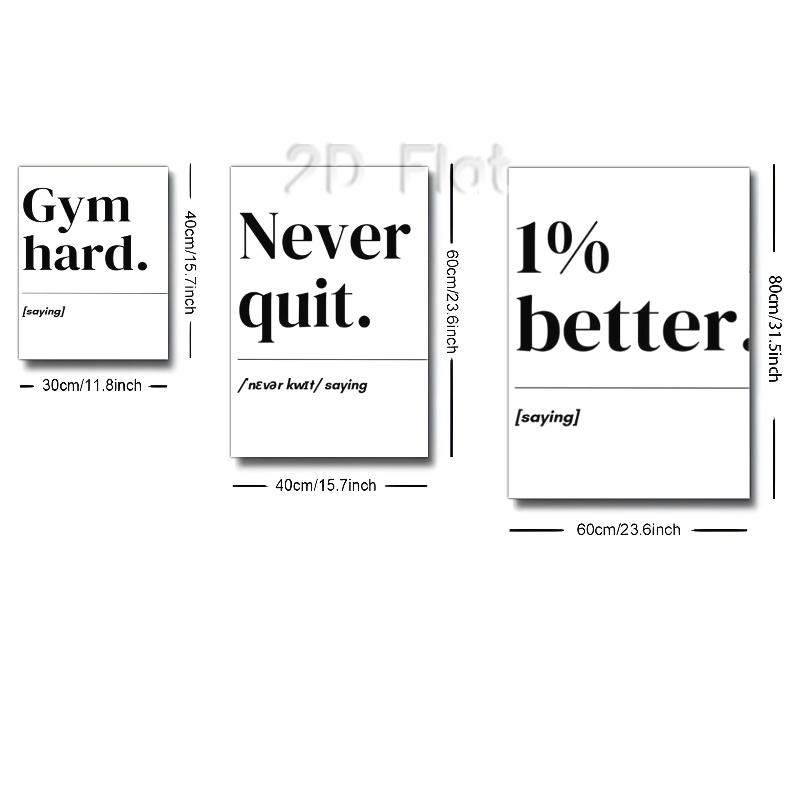 2D Flat
Gym
hard.
[saying]
30cm/11.8inch
40cm/15.7inch
Never
quit.
/ˈnɛvər kwɪt/ saying
40cm/15.7inch
60cm/23.6inch
1%
better.
[saying]
60cm/23.6inch
80cm/31.5inch